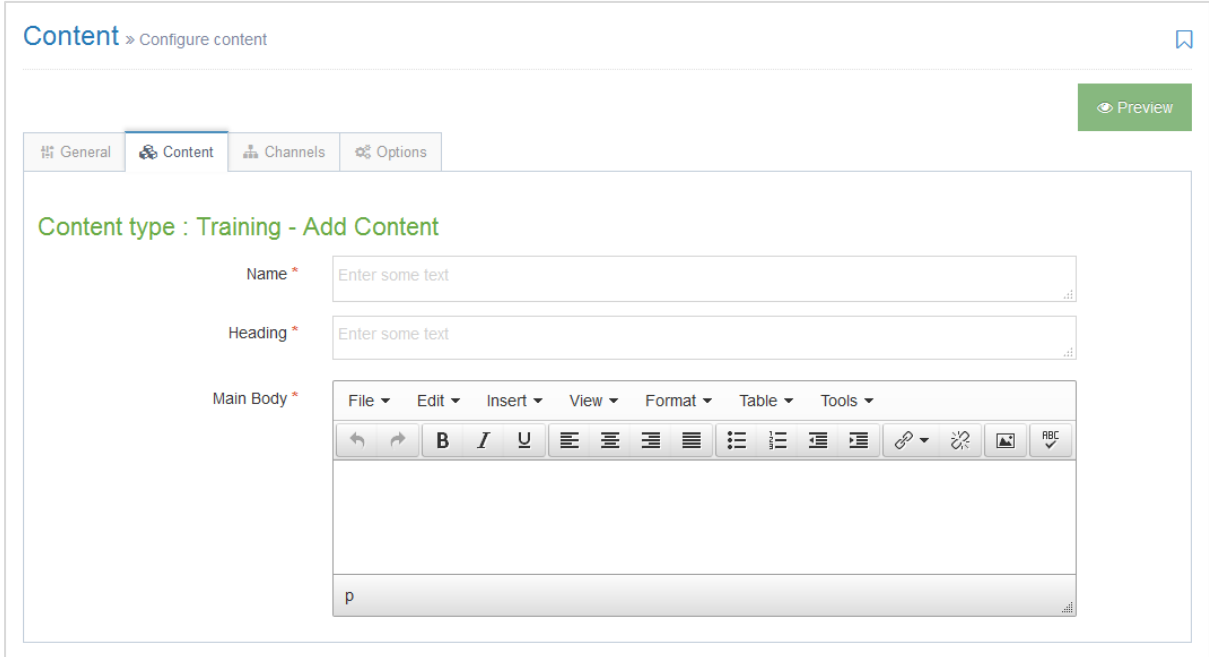 Content » Configure content
Preview
General Content Channels Options
Content type : Training - Add Content
Name * Enter some text
Heading * Enter some text
Main Body * File Edit Insert View Format Table Tools
B I U ABC
p